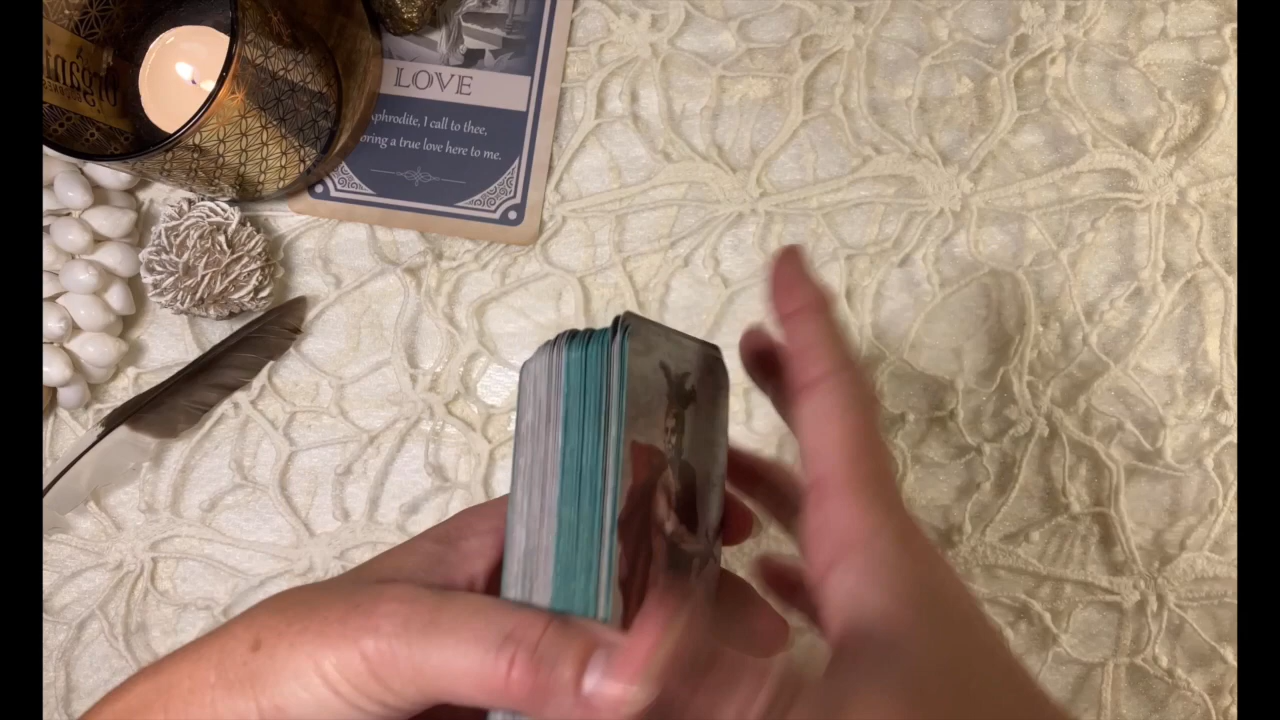 LOVE
Aphrodite, I call to thee,
bring a true love here to me.